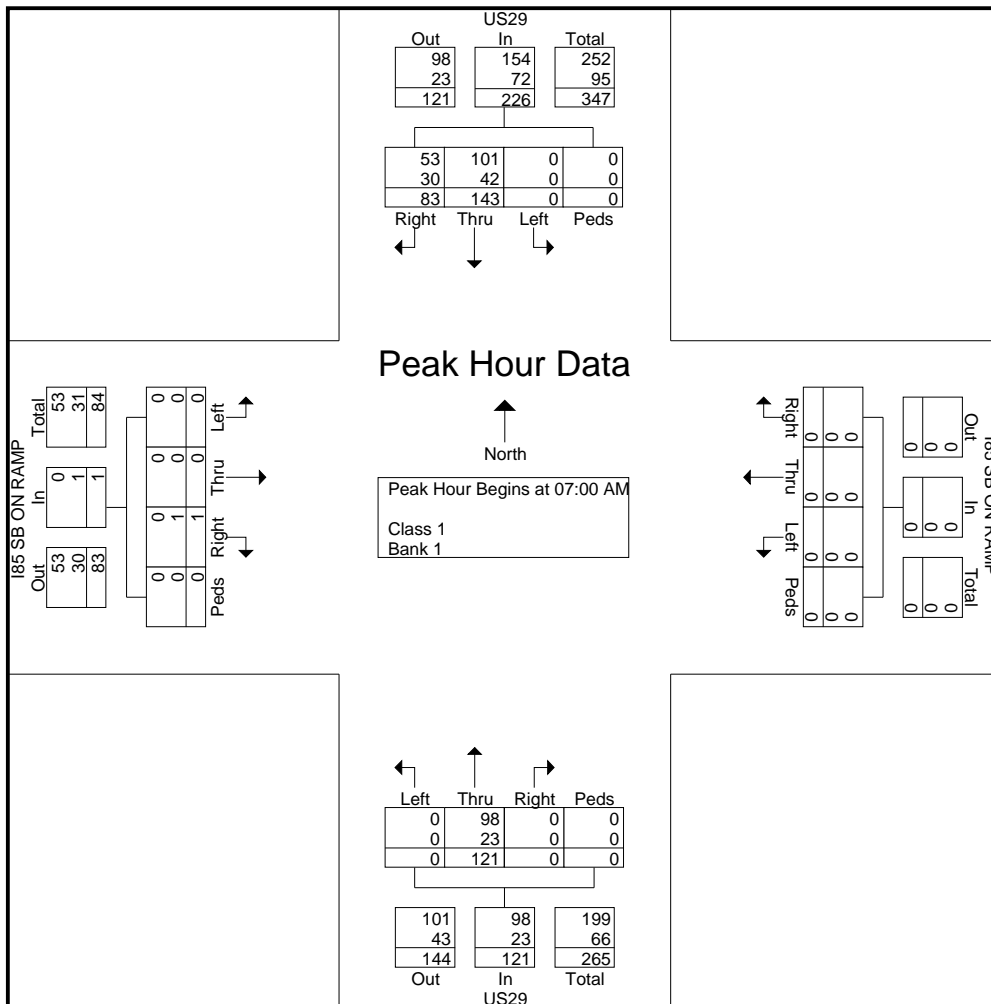 US29
Out In Total
98 154 252
23 72 95
121 226 347
53 101 0 0
30 42 0 0
83 143 0 0
Right Thru Left Peds
Peak Hour Data
North
Peak Hour Begins at 07:00 AM
Class 1
Bank 1
I85 SB ON RAMP
Out In Total
53 0 53
30 1 31
83 1 84
0 0 0 0
0 1 0 0
0 1 0 0
Peds Right Thru Left
I85 SB ON RAMP
Out In Total
0 0 0
0 0 0
0 0 0
Right Thru Left Peds
0 0 0 0
0 0 0 0
0 0 0 0
Left Thru Right Peds
0 98 0 0
0 23 0 0
0 121 0 0
101 98 199
43 23 66
144 121 265
Out In Total
US29